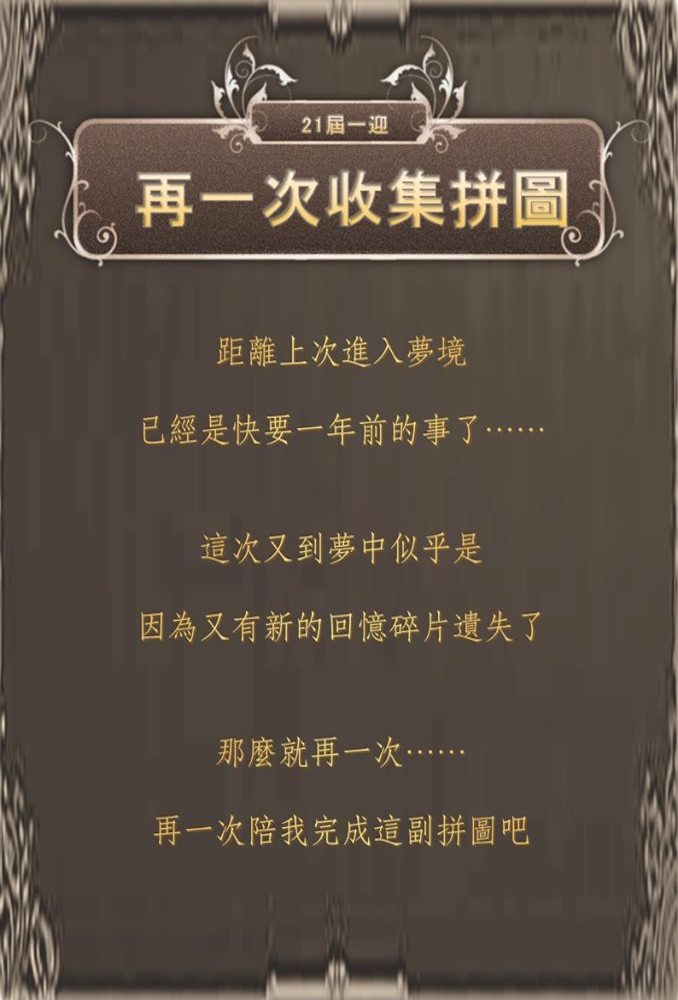 21屆一迎
再一次收集拼圖
距離上次進入夢境
已經是快要一年前的事了⋯⋯
這次又到夢中似乎是
因為又有新的回憶碎片遺失了
那麼就再一次⋯⋯
再一次陪我完成這副拼圖吧